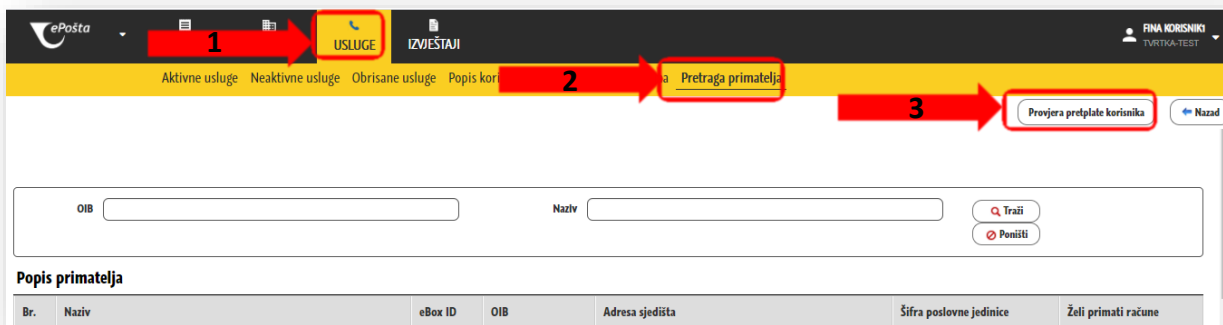 ePošta
1
USLUGE
IZVJEŠTAJI
FINA KORISNIK1
TVRTKA-TEST
Aktivne usluge Neaktivne usluge Obrisane usluge Popis 2 Pretraga primatelja
3
Provjera pretplate korisnika
Nazad
OIB
Naziv
Traži
Poništi
Popis primatelja
Br. Naziv eBox ID OIB Adresa sjedišta Šifra poslovne jedinice Želi primati račune